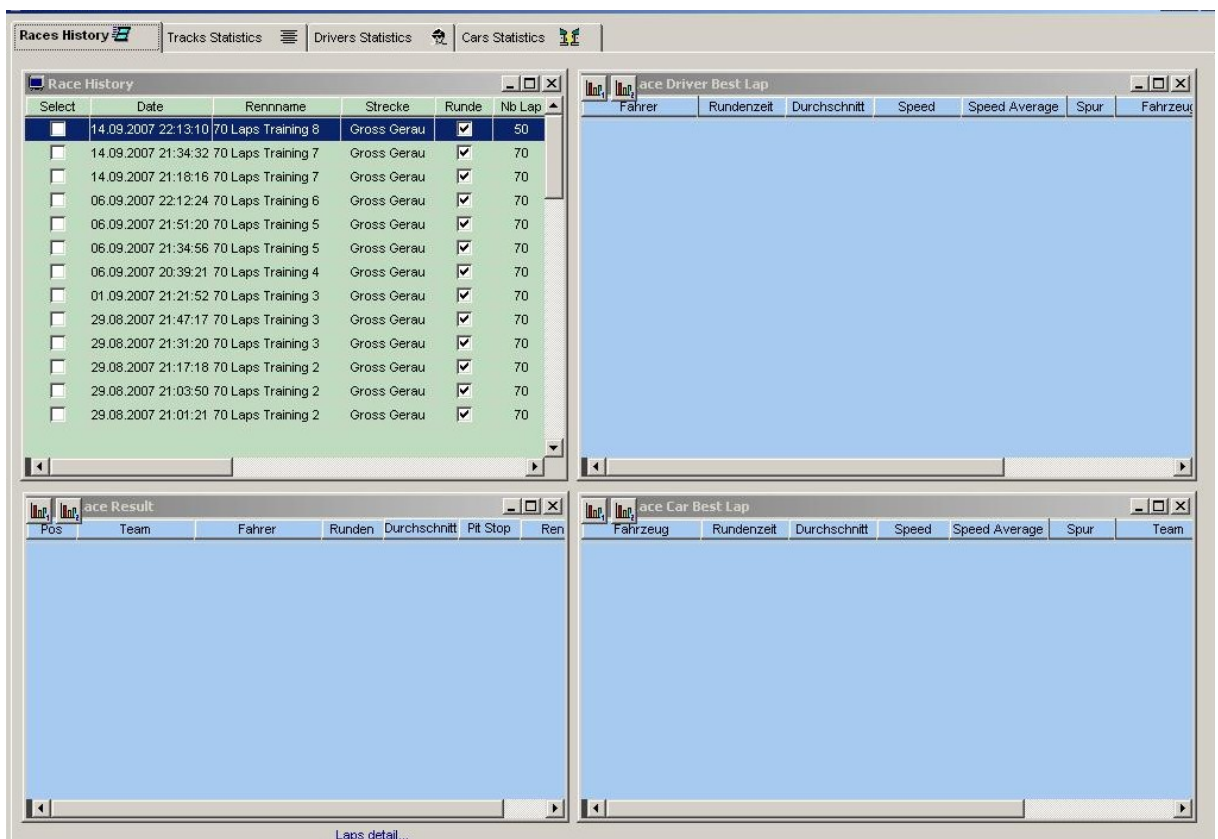 Races History Tracks Statistics Drivers Statistics Cars Statistics
Race History
Select Date Rennname Strecke Runde Nb Lap
14.09.2007 22:13:10 70 Laps Training 8 Gross Gerau 50
14.09.2007 21:34:32 70 Laps Training 7 Gross Gerau 70
14.09.2007 21:18:16 70 Laps Training 7 Gross Gerau 70
06.09.2007 22:12:24 70 Laps Training 6 Gross Gerau 70
06.09.2007 21:51:20 70 Laps Training 5 Gross Gerau 70
06.09.2007 21:34:56 70 Laps Training 5 Gross Gerau 70
06.09.2007 20:39:21 70 Laps Training 4 Gross Gerau 70
01.09.2007 21:21:52 70 Laps Training 3 Gross Gerau 70
29.08.2007 21:47:17 70 Laps Training 3 Gross Gerau 70
29.08.2007 21:31:20 70 Laps Training 3 Gross Gerau 70
29.08.2007 21:17:18 70 Laps Training 2 Gross Gerau 70
29.08.2007 21:03:50 70 Laps Training 2 Gross Gerau 70
29.08.2007 21:01:21 70 Laps Training 2 Gross Gerau 70
ace Driver Best Lap
Fahrer Rundenzeit Durchschnitt Speed Speed Average Spur Fahrzeug
ace Result
Pos Team Fahrer Runden Durchschnitt Pit Stop Ren
ace Car Best Lap
Fahrzeug Rundenzeit Durchschnitt Speed Speed Average Spur Team
Laps detail...